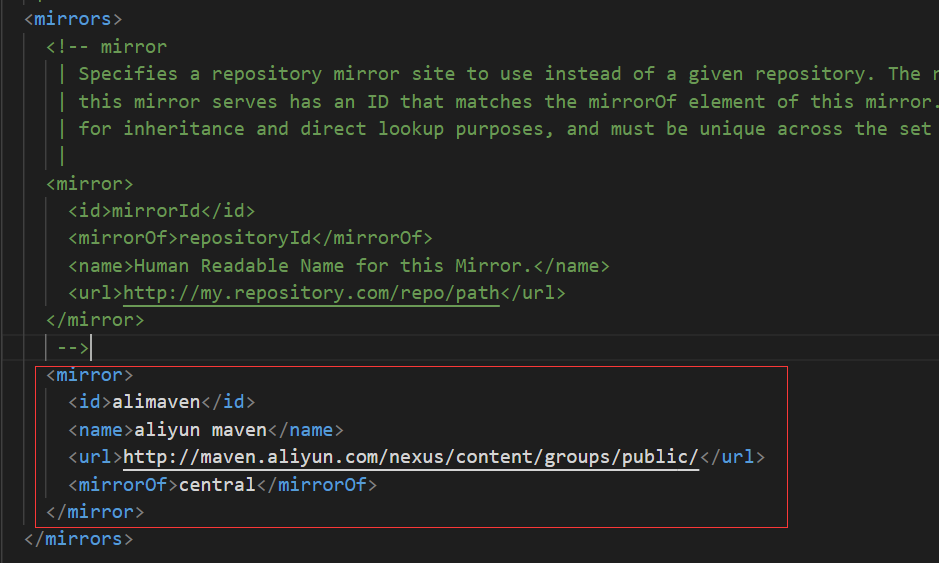 <mirrors>
<!-- mirror
| Specifies a repository mirror site to use instead of a given repository. The
| this mirror serves has an ID that matches the mirrorOf element of this mirror.
| for inheritance and direct lookup purposes, and must be unique across the set
|
<mirror>
<id>mirrorId</id>
<mirrorOf>repositoryId</mirrorOf>
<name>Human Readable Name for this Mirror.</name>
<url>http://my.repository.com/repo/path</url>
</mirror>
-->
<mirror>
<id>alimaven</id>
<name>aliyun maven</name>
<url>http://maven.aliyun.com/nexus/content/groups/public/</url>
<mirrorOf>central</mirrorOf>
</mirror>
</mirrors>